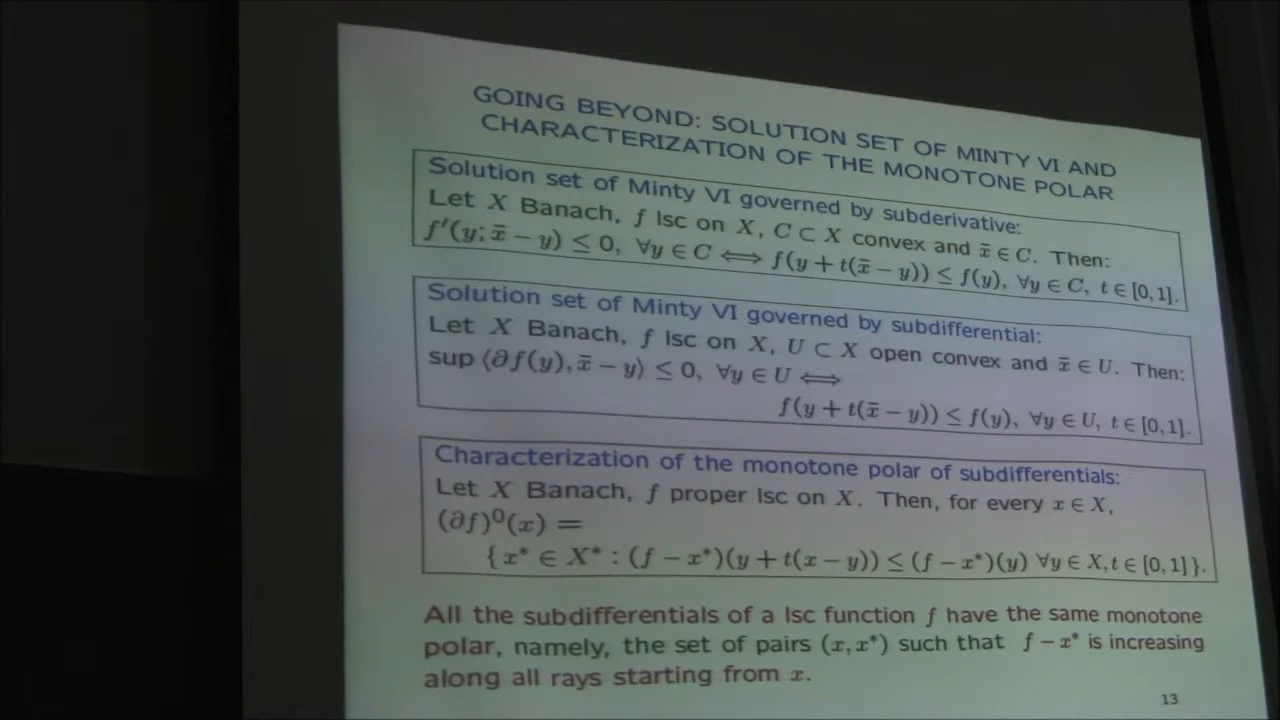 GOING BEYOND: SOLUTION SET OF MINTY VI AND
CHARACTERIZATION OF THE MONOTONE POLAR
Solution set of Minty VI governed by subderivative:
Let X Banach, f lsc on X, C ⊂ X convex and x̄ ∈ C. Then:
f′(y; x̄ − y) ≤ 0, ∀y ∈ C ⟺ f(y + t(x̄ − y)) ≤ f(y), ∀y ∈ C, t ∈ [0, 1].
Solution set of Minty VI governed by subdifferential:
Let X Banach, f lsc on X, U ⊂ X open convex and x̄ ∈ U. Then:
sup ⟨∂f(y), x̄ − y⟩ ≤ 0, ∀y ∈ U ⟺
f(y + t(x̄ − y)) ≤ f(y), ∀y ∈ U, t ∈ [0, 1].
Characterization of the monotone polar of subdifferentials:
Let X Banach, f proper lsc on X. Then, for every x ∈ X,
(∂f)⁰(x) =
{ x* ∈ X* : (f − x*)(y + t(x − y)) ≤ (f − x*)(y) ∀y ∈ X, t ∈ [0, 1] }.
All the subdifferentials of a lsc function f have the same monotone
polar, namely, the set of pairs (x, x*) such that f − x* is increasing
along all rays starting from x.
13